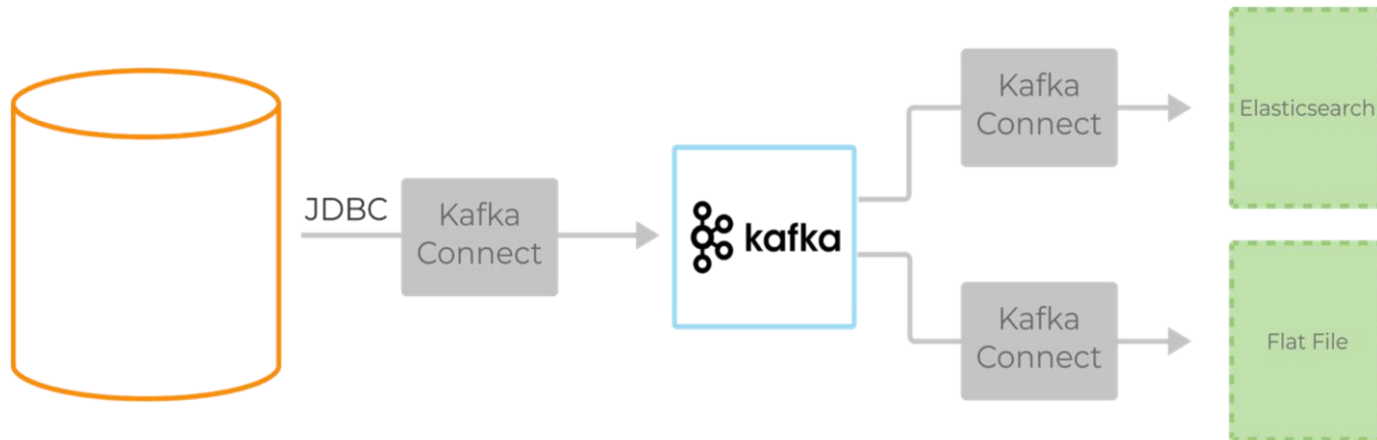 JDBC
Kafka
Connect
kafka
Kafka
Connect
Elasticsearch
Kafka
Connect
Flat File